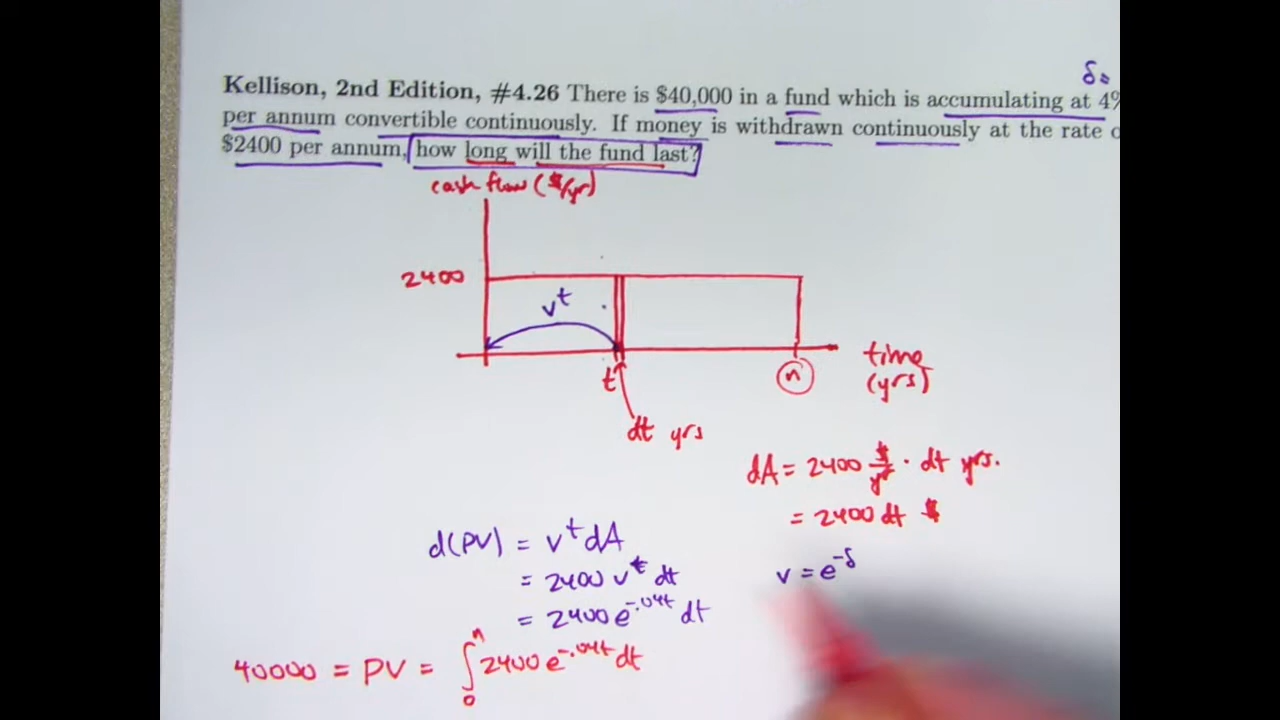 δ=
Kellison, 2nd Edition, #4.26 There is $40,000 in a fund which is accumulating at 4%
per annum convertible continuously. If money is withdrawn continuously at the rate o
$2400 per annum, how long will the fund last?
cash flow ($/yr)
2400
v^t
t
n
time
(yrs)
dt yrs
dA = 2400 $/yr · dt yrs.
= 2400 dt $
d(PV) = v^t dA
= 2400 v^t dt
v = e^-δ
= 2400 e^-.04t dt
40000 = PV = ∫_0^n 2400 e^-.04t dt